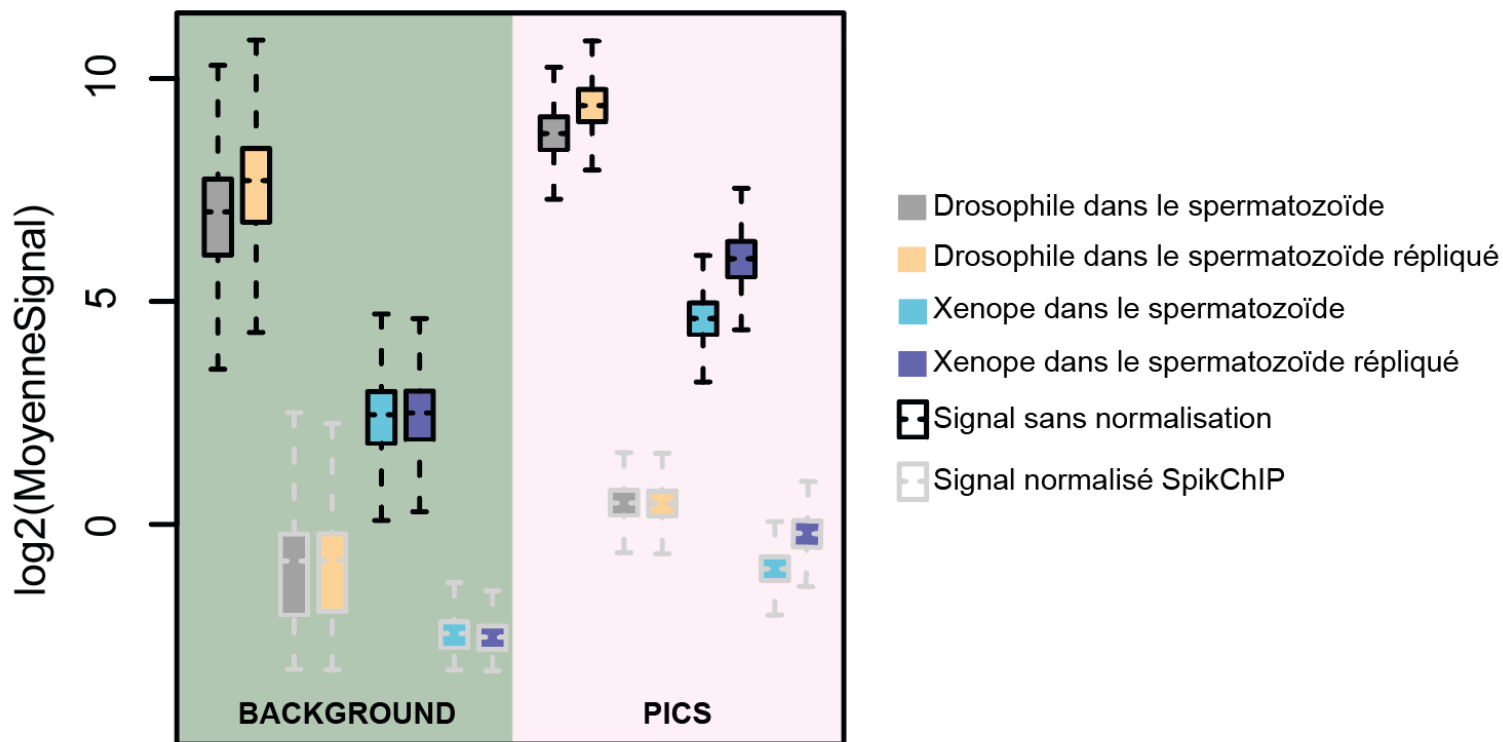 log2(MoyenneSignal)
10
5
0
BACKGROUND
PICS
Drosophile dans le spermatozoïde
Drosophile dans le spermatozoïde répliqué
Xenope dans le spermatozoïde
Xenope dans le spermatozoïde répliqué
Signal sans normalisation
Signal normalisé SpikChIP